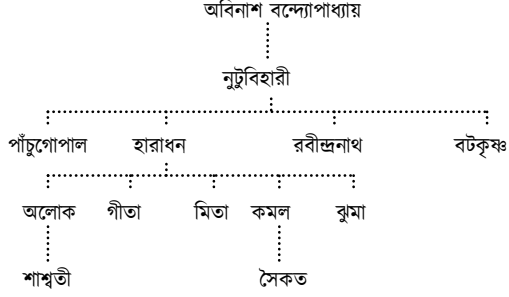 অবিনাশ বন্দ্যোপাধ্যায়
নুটুবিহারী
পাঁচুগোপাল হারাধন রবীন্দ্রনাথ বটকৃষ্ণ
অলোক গীতা মিতা কমল ঝুমা
শাশ্বতী সৈকত